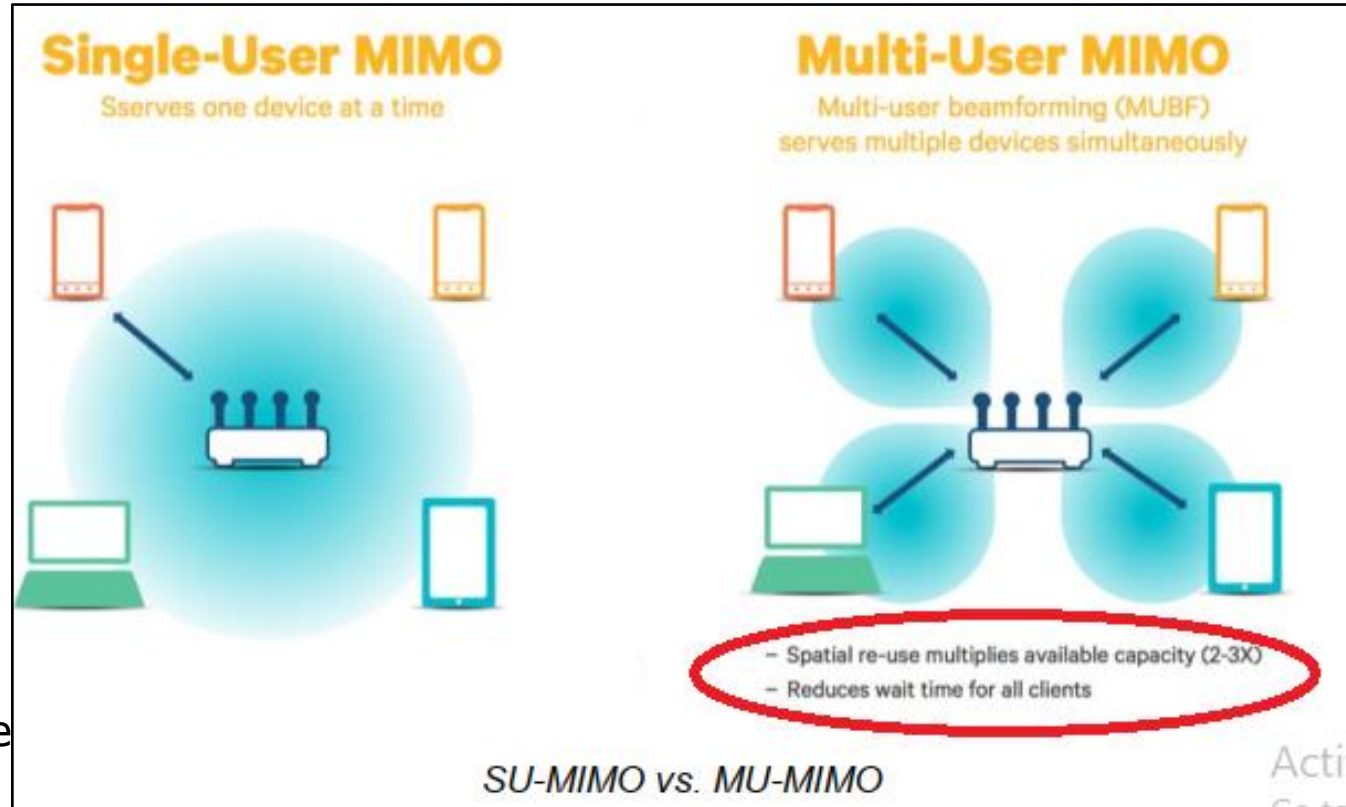 Single-User MIMO
Sserves one device at a time
Multi-User MIMO
Multi-user beamforming (MUBF)
serves multiple devices simultaneously
– Spatial re-use multiplies available capacity (2-3X)
– Reduces wait time for all clients
e
SU-MIMO vs. MU-MIMO
Acti